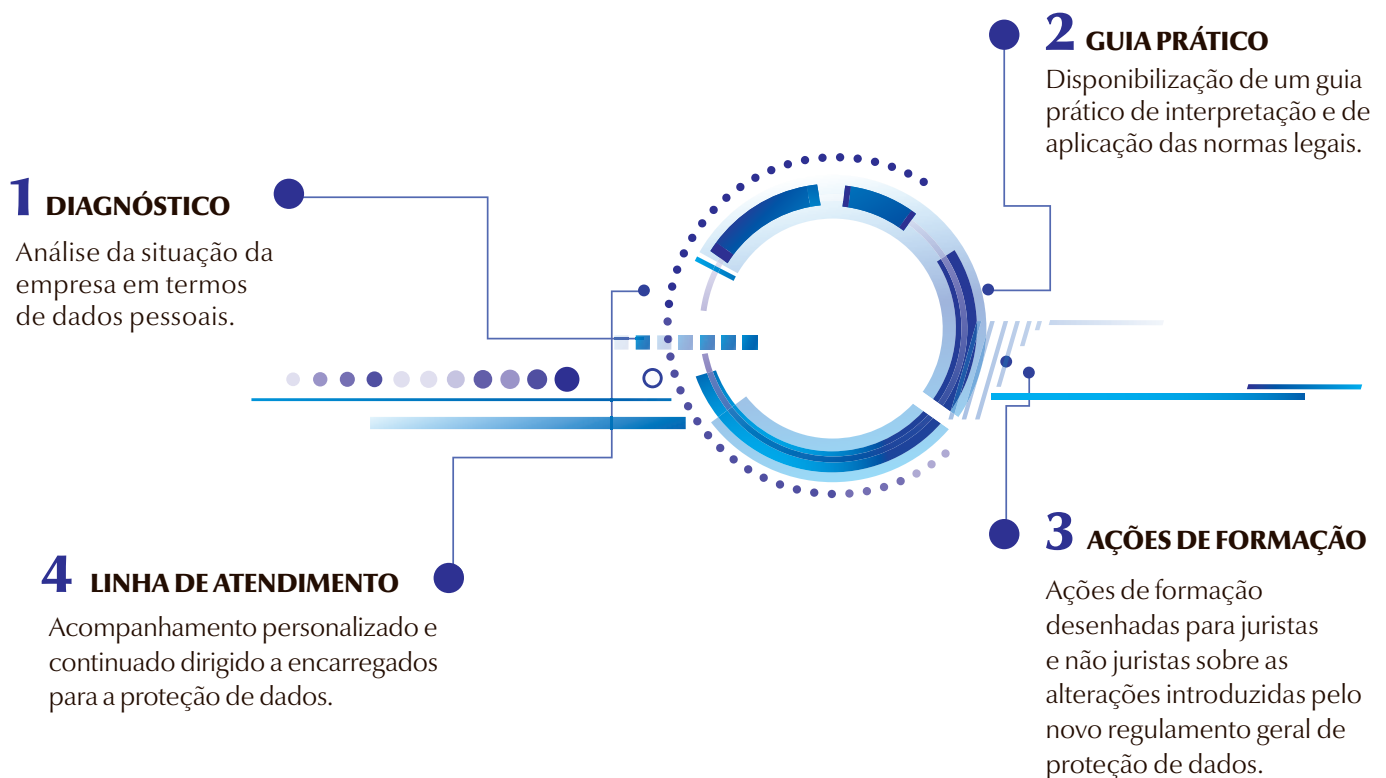 1 DIAGNÓSTICO
Análise da situação da
empresa em termos
de dados pessoais.
2 GUIA PRÁTICO
Disponibilização de um guia
prático de interpretação e de
aplicação das normas legais.
3 AÇÕES DE FORMAÇÃO
Ações de formação
desenhadas para juristas
e não juristas sobre as
alterações introduzidas pelo
novo regulamento geral de
proteção de dados.
4 LINHA DE ATENDIMENTO
Acompanhamento personalizado e
continuado dirigido a encarregados
para a proteção de dados.